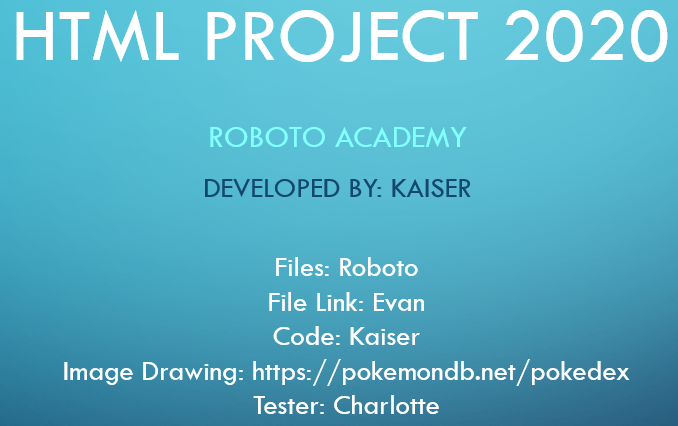 HTML PROJECT 2020
ROBOTO ACADEMY
DEVELOPED BY: KAISER
Files: Roboto
File Link: Evan
Code: Kaiser
Image Drawing: https://pokemondb.net/pokedex
Tester: Charlotte